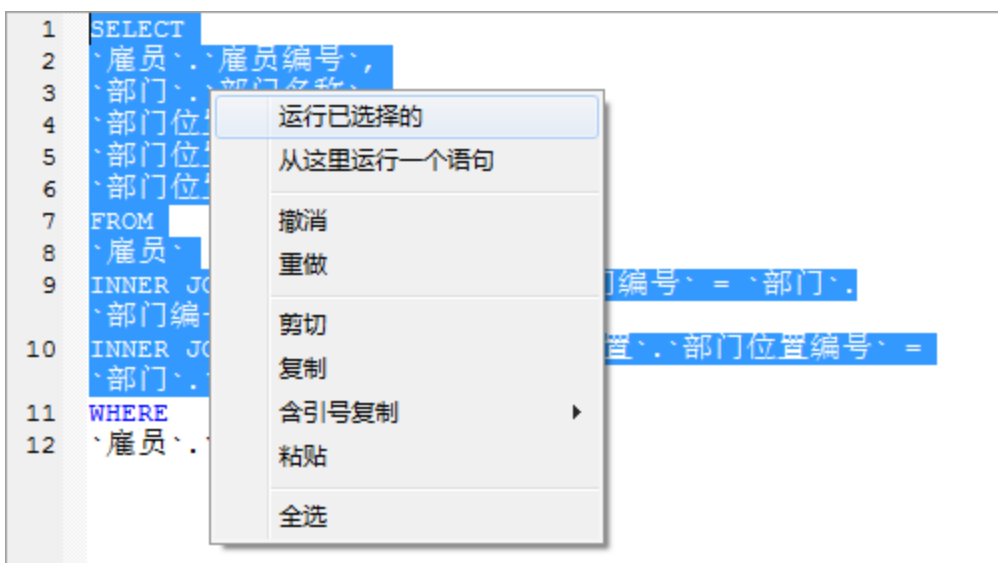 1 SELECT
2 `雇员`.`雇员编号`,
3 `部门`.`部门名称`
4 `部门位置
5 `部门位
6 `部门位
7 FROM
8 `雇员`
9 INNER 编号` = `部门`.
`部门编
10 INNER 置`.`部门位置编号` =
`部门`.
11 WHERE
12 `雇员`.
运行已选择的
从这里运行一个语句
撤消
重做
剪切
复制
含引号复制
粘贴
全选